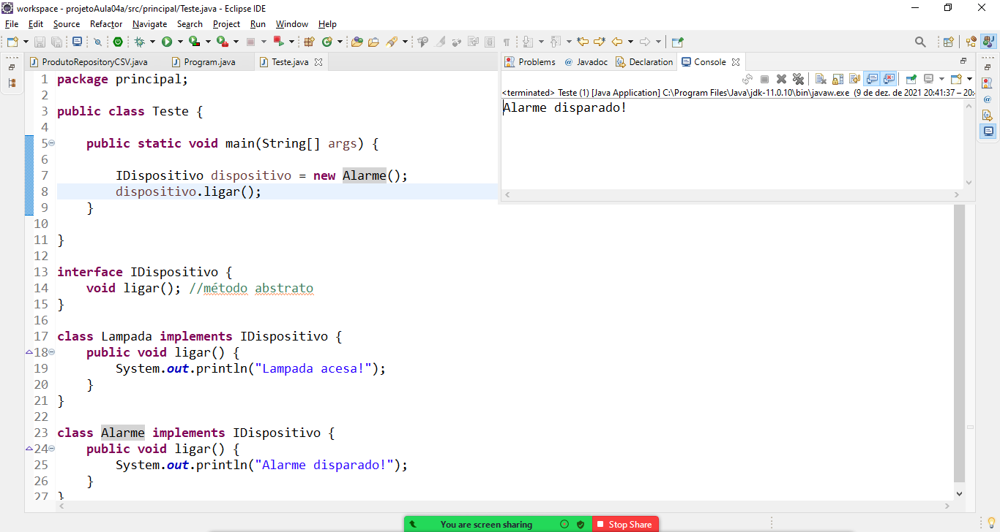 workspace - projetoAula04a/src/principal/Teste.java - Eclipse IDE
File Edit Source Refactor Navigate Search Project Run Window Help
ProdutoRepositoryCSV.java Program.java Teste.java
Problems @ Javadoc Declaration Console
<terminated> Teste (1) [Java Application] C:\Program Files\Java\jdk-11.0.10\bin\javaw.exe (9 de dez. de 2021 20:41:37 – 20:
Alarme disparado!
1 package principal;
2
3 public class Teste {
4
5 public static void main(String[] args) {
6
7 IDispositivo dispositivo = new Alarme();
8 dispositivo.ligar();
9 }
10
11 }
12
13 interface IDispositivo {
14 void ligar(); //método abstrato
15 }
16
17 class Lampada implements IDispositivo {
18 public void ligar() {
19 System.out.println("Lampada acesa!");
20 }
21 }
22
23 class Alarme implements IDispositivo {
24 public void ligar() {
25 System.out.println("Alarme disparado!");
26 }
27 }
You are screen sharing Stop Share